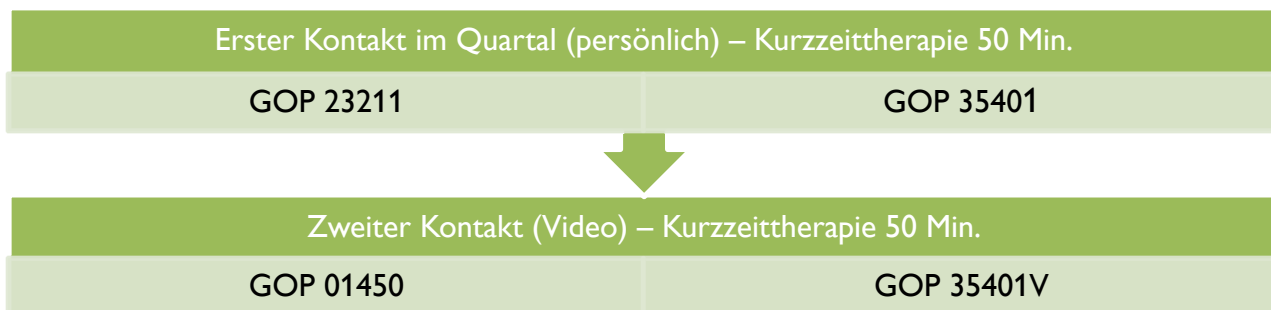 Erster Kontakt im Quartal (persönlich) – Kurzzeittherapie 50 Min.
GOP 23211 GOP 35401
Zweiter Kontakt (Video) – Kurzzeittherapie 50 Min.
GOP 01450 GOP 35401V